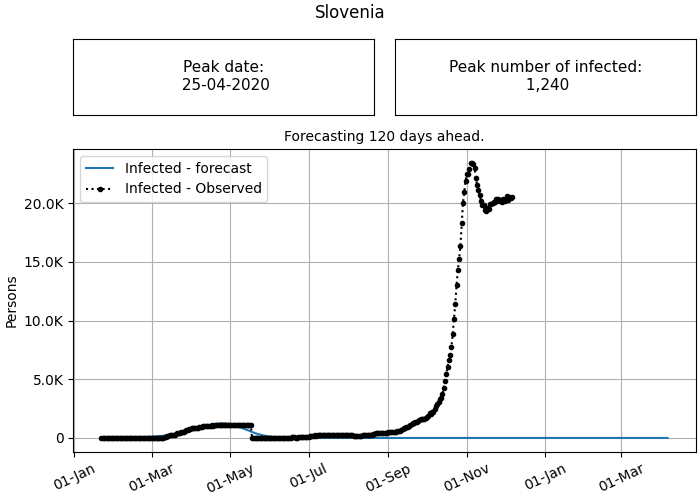 Slovenia
Peak date:
25-04-2020
Peak number of infected:
1,240
Forecasting 120 days ahead.
Infected - forecast
Infected - Observed
20.0K
15.0K
10.0K
5.0K
0
Persons
01-Jan
01-Mar
01-May
01-Jul
01-Sep
01-Nov
01-Jan
01-Mar